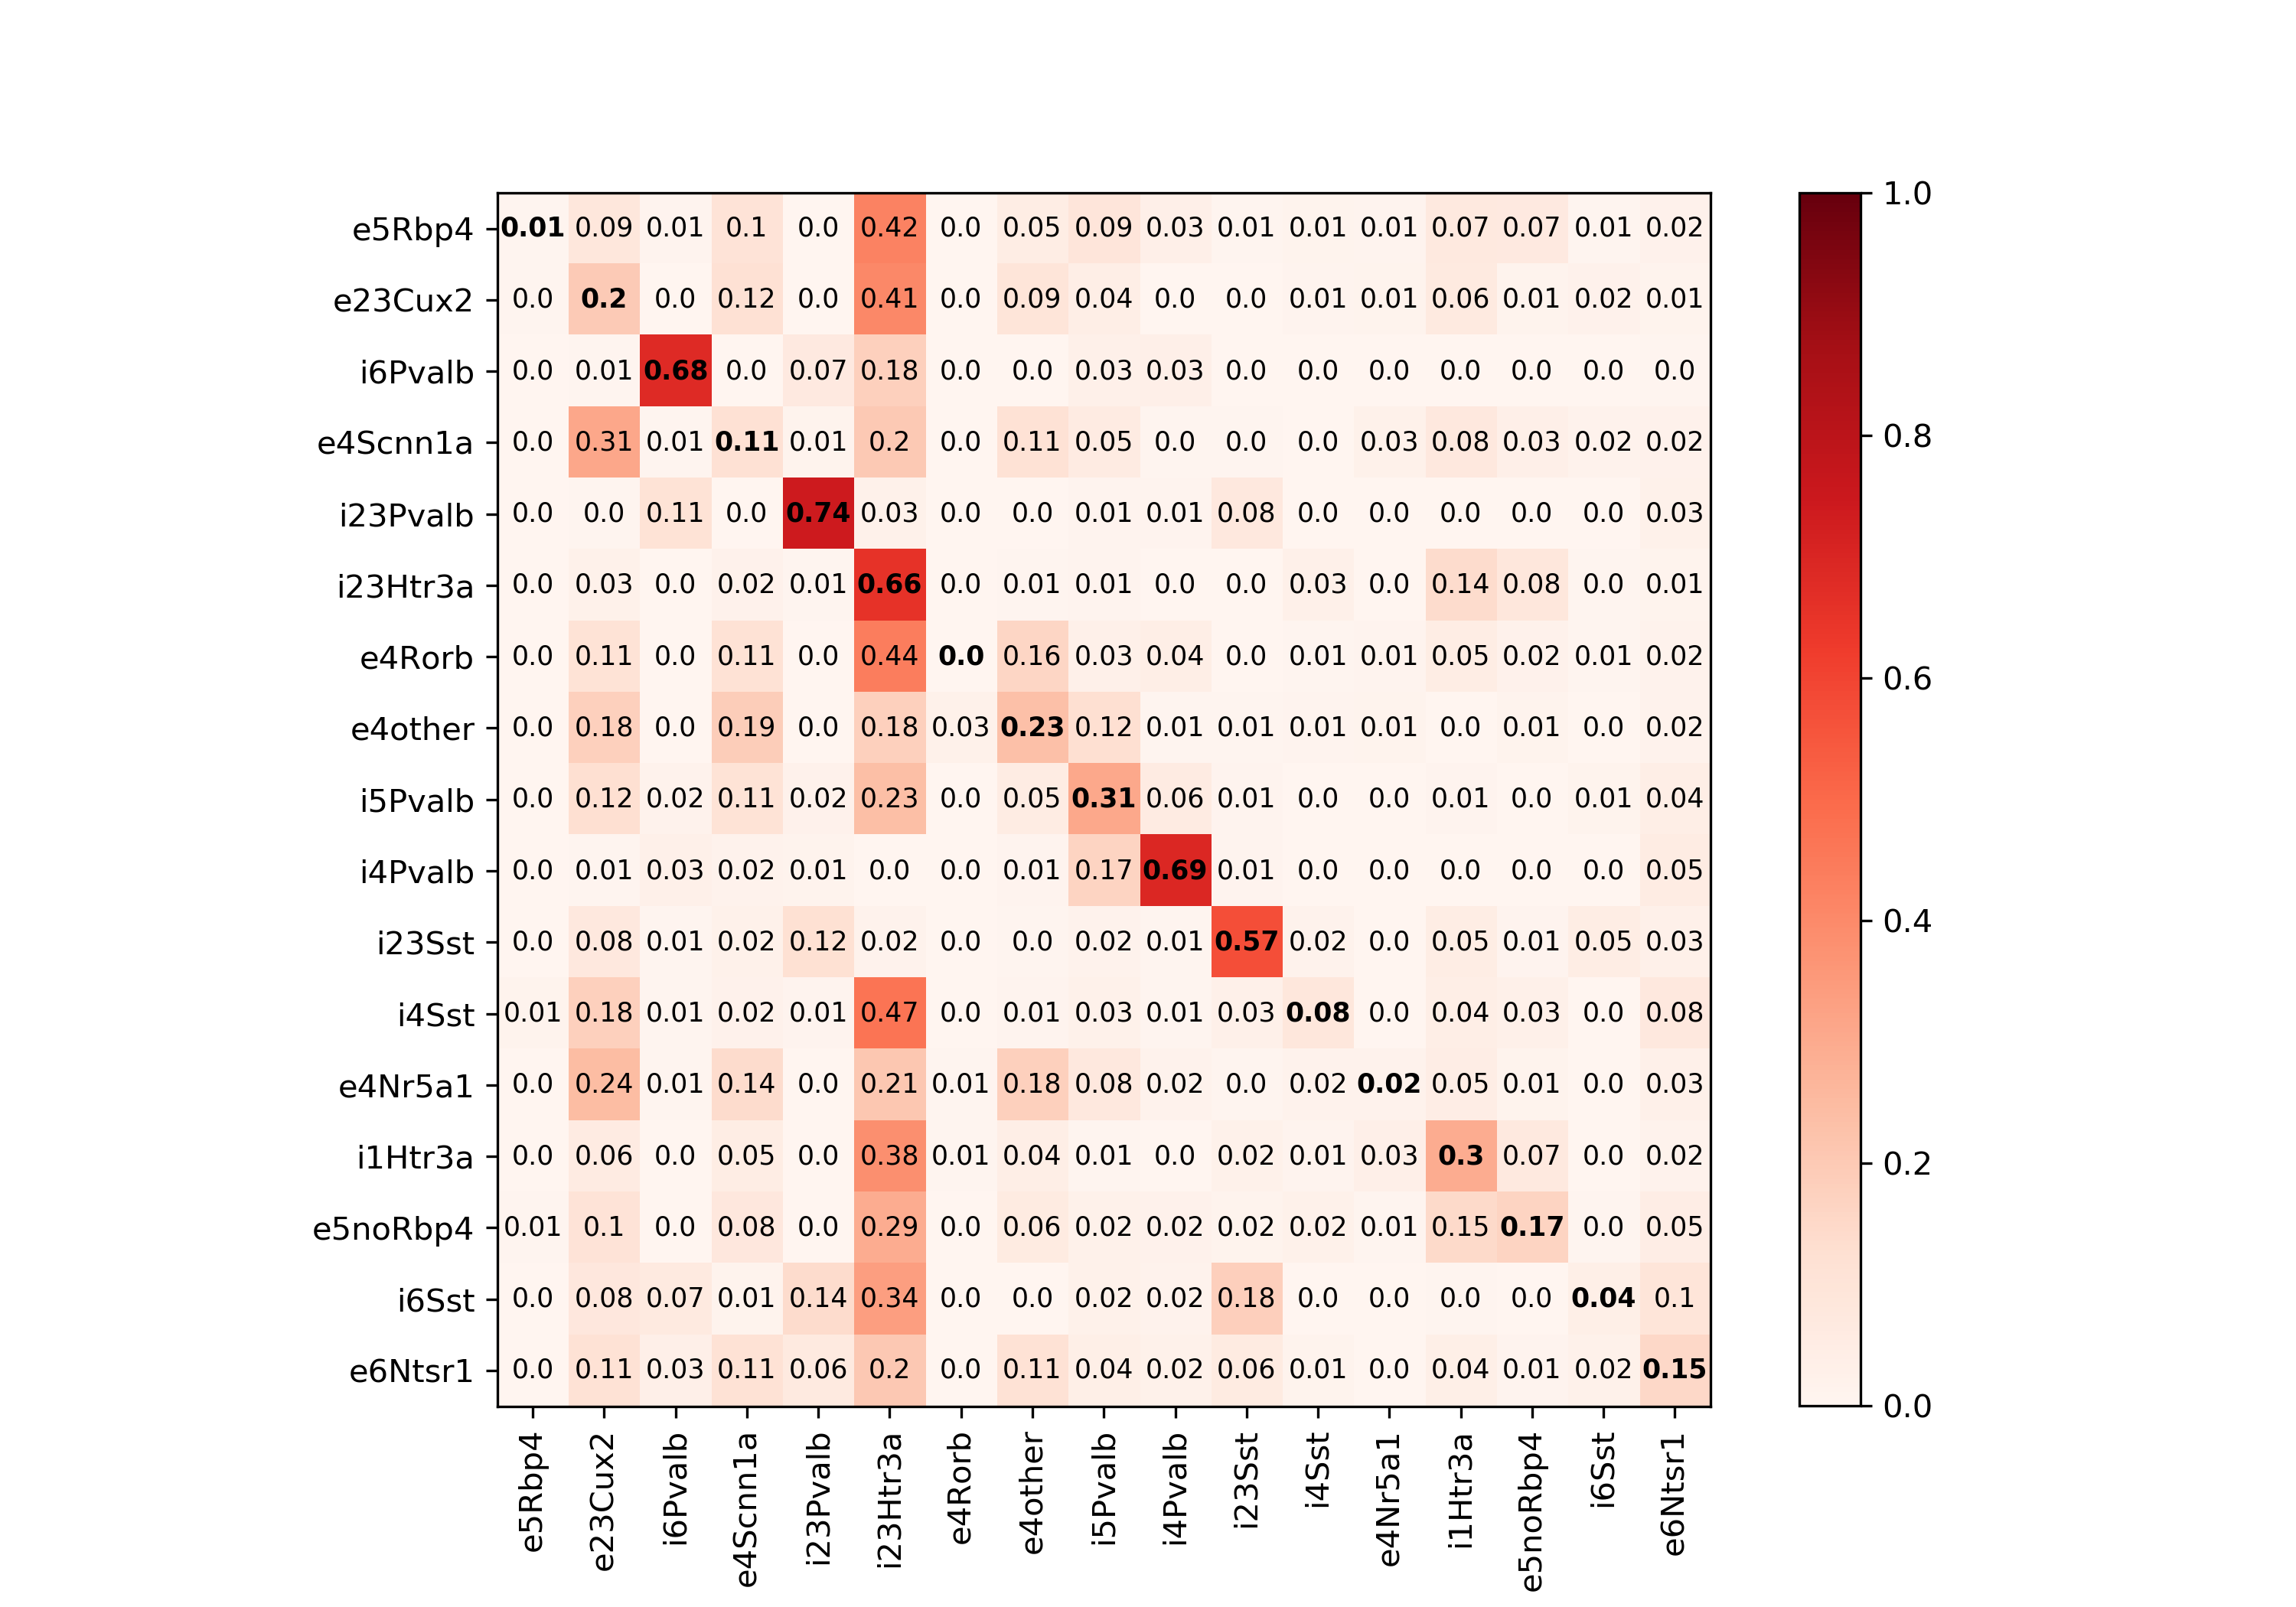 e5Rbp4 0.01 0.09 0.01 0.1 0.0 0.42 0.0 0.05 0.09 0.03 0.01 0.01 0.01 0.07 0.07 0.01 0.02
e23Cux2 0.0 0.2 0.0 0.12 0.0 0.41 0.0 0.09 0.04 0.0 0.0 0.01 0.01 0.06 0.01 0.02 0.01
i6Pvalb 0.0 0.01 0.68 0.0 0.07 0.18 0.0 0.0 0.03 0.03 0.0 0.0 0.0 0.0 0.0 0.0 0.0
e4Scnn1a 0.0 0.31 0.01 0.11 0.01 0.2 0.0 0.11 0.05 0.0 0.0 0.0 0.03 0.08 0.03 0.02 0.02
i23Pvalb 0.0 0.0 0.11 0.0 0.74 0.03 0.0 0.0 0.01 0.01 0.08 0.0 0.0 0.0 0.0 0.0 0.03
i23Htr3a 0.0 0.03 0.0 0.02 0.01 0.66 0.0 0.01 0.01 0.0 0.0 0.03 0.0 0.14 0.08 0.0 0.01
e4Rorb 0.0 0.11 0.0 0.11 0.0 0.44 0.0 0.16 0.03 0.04 0.0 0.01 0.01 0.05 0.02 0.01 0.02
e4other 0.0 0.18 0.0 0.19 0.0 0.18 0.03 0.23 0.12 0.01 0.01 0.01 0.01 0.0 0.01 0.0 0.02
i5Pvalb 0.0 0.12 0.02 0.11 0.02 0.23 0.0 0.05 0.31 0.06 0.01 0.0 0.0 0.01 0.0 0.01 0.04
i4Pvalb 0.0 0.01 0.03 0.02 0.01 0.0 0.0 0.01 0.17 0.69 0.01 0.0 0.0 0.0 0.0 0.0 0.05
i23Sst 0.0 0.08 0.01 0.02 0.12 0.02 0.0 0.0 0.02 0.01 0.57 0.02 0.0 0.05 0.01 0.05 0.03
i4Sst 0.01 0.18 0.01 0.02 0.01 0.47 0.0 0.01 0.03 0.01 0.03 0.08 0.0 0.04 0.03 0.0 0.08
e4Nr5a1 0.0 0.24 0.01 0.14 0.0 0.21 0.01 0.18 0.08 0.02 0.0 0.02 0.02 0.05 0.01 0.0 0.03
i1Htr3a 0.0 0.06 0.0 0.05 0.0 0.38 0.01 0.04 0.01 0.0 0.02 0.01 0.03 0.3 0.07 0.0 0.02
e5noRbp4 0.01 0.1 0.0 0.08 0.0 0.29 0.0 0.06 0.02 0.02 0.02 0.02 0.01 0.15 0.17 0.0 0.05
i6Sst 0.0 0.08 0.07 0.01 0.14 0.34 0.0 0.0 0.02 0.02 0.18 0.0 0.0 0.0 0.0 0.04 0.1
e6Ntsr1 0.0 0.11 0.03 0.11 0.06 0.2 0.0 0.11 0.04 0.02 0.06 0.01 0.0 0.04 0.01 0.02 0.15
e5Rbp4 e23Cux2 i6Pvalb e4Scnn1a i23Pvalb i23Htr3a e4Rorb e4other i5Pvalb i4Pvalb i23Sst i4Sst e4Nr5a1 i1Htr3a e5noRbp4 i6Sst e6Ntsr1
1.0
0.8
0.6
0.4
0.2
0.0